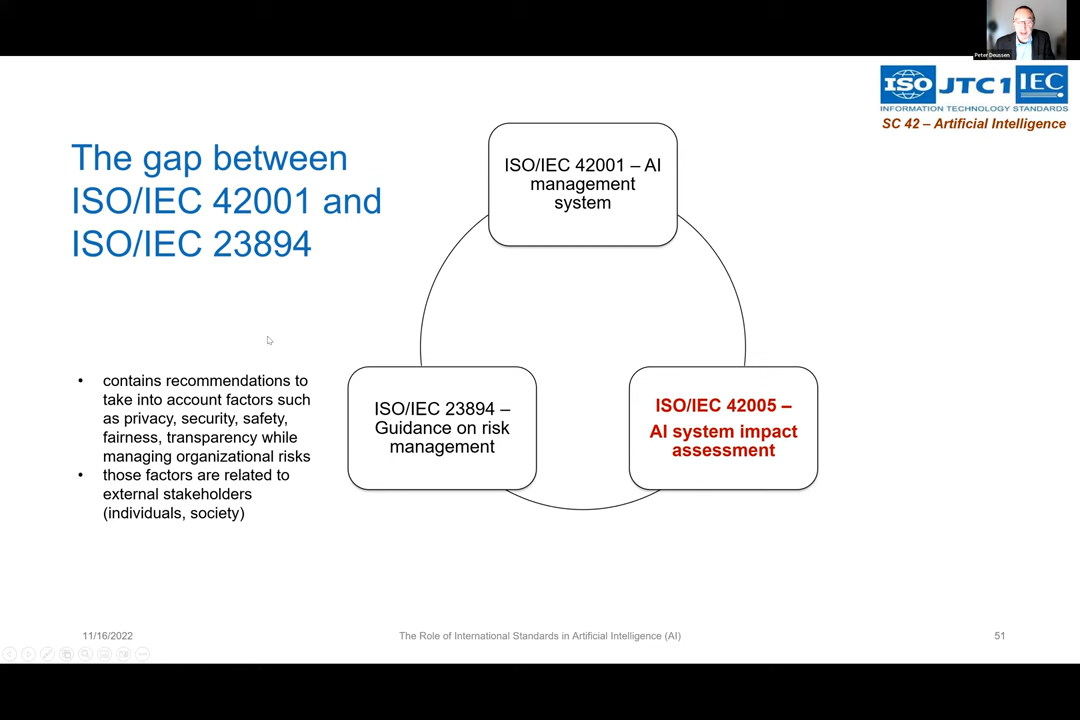 Peter Deussen
ISO JTC 1 IEC
INFORMATION TECHNOLOGY STANDARDS
SC 42 – Artificial Intelligence
The gap between
ISO/IEC 42001 and
ISO/IEC 23894
ISO/IEC 42001 – AI
management
system
• contains recommendations to
take into account factors such
as privacy, security, safety,
fairness, transparency while
managing organizational risks
• those factors are related to
external stakeholders
(individuals, society)
ISO/IEC 23894 –
Guidance on risk
management
ISO/IEC 42005 –
AI system impact
assessment
11/16/2022
The Role of International Standards in Artificial Intelligence (AI)
51